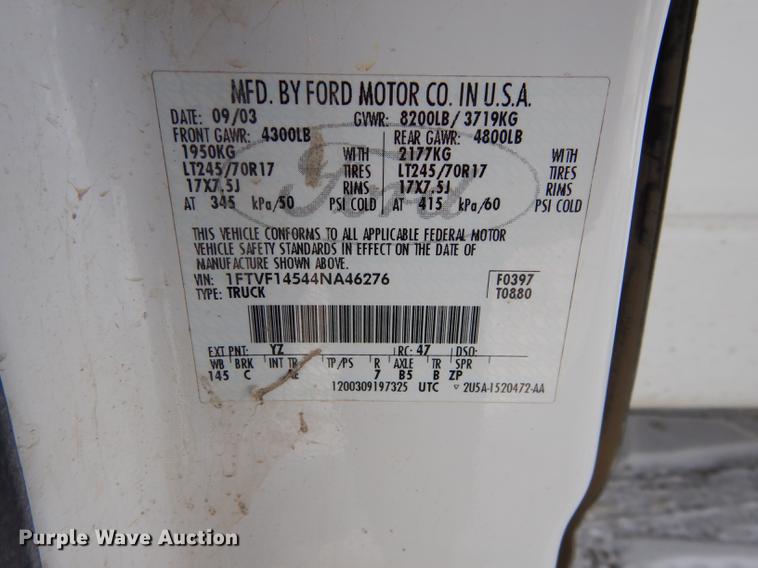 MFD. BY FORD MOTOR CO. IN U.S.A.
DATE: 09/03 GVWR: 8200LB/ 3719KG
FRONT GAWR: 4300LB REAR GAWR: 4800LB
1950KG WITH 2177KG WITH
LT245/70R17 TIRES LT245/70R17 TIRES
17X7.5J RIMS 17X7.5J RIMS
AT 345 kPa/50 PSI COLD AT 415 kPa/60 PSI COLD
Ford
THIS VEHICLE CONFORMS TO ALL APPLICABLE FEDERAL MOTOR
VEHICLE SAFETY STANDARDS IN EFFECT ON THE DATE OF
MANUFACTURE SHOWN ABOVE.
VIN: 1FTVF14544NA46276 F0397
TYPE: TRUCK T0880
EXT PNT: YZ RC: 47 DSO:
WB BRK INT TR TP/PS R AXLE TR SPR
145 C 7 B5 B ZP
1200309197325 UTC 2U5A-1520472-AA
Purple Wave Auction